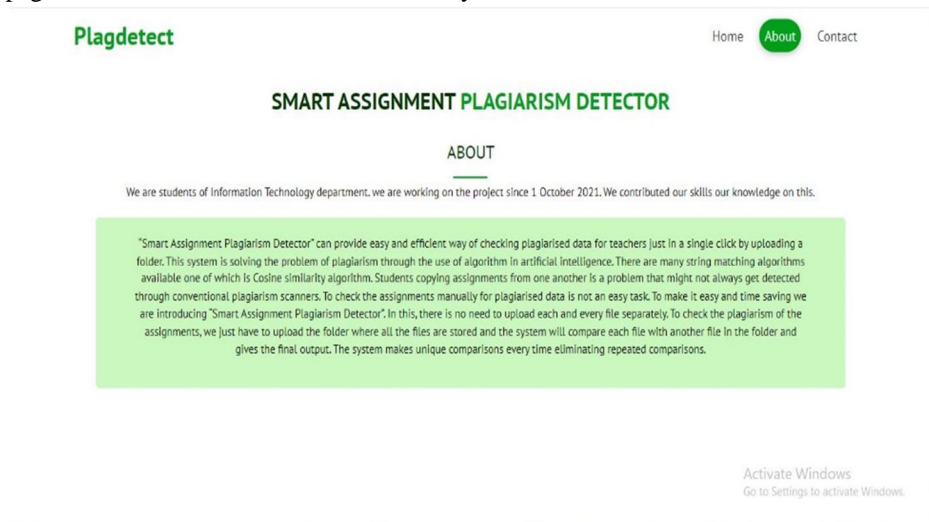 Plagdetect
Home About Contact
SMART ASSIGNMENT PLAGIARISM DETECTOR
ABOUT
We are students of Information Technology department. we are working on the project since 1 October 2021. We contributed our skills our knowledge on this.
"Smart Assignment Plagiarism Detector" can provide easy and efficient way of checking plagiarised data for teachers just in a single click by uploading a
folder. This system is solving the problem of plagiarism through the use of algorithm in artificial intelligence. There are many string matching algorithms
available one of which is Cosine similarity algorithm. Students copying assignments from one another is a problem that might not always get detected
through conventional plagiarism scanners. To check the assignments manually for plagiarised data is not an easy task. To make it easy and time saving we
are introducing "Smart Assignment Plagiarism Detector". In this, there is no need to upload each and every file separately. To check the plagiarism of the
assignments, we just have to upload the folder where all the files are stored and the system will compare each file with another file in the folder and
gives the final output. The system makes unique comparisons every time eliminating repeated comparisons.
Activate Windows
Go to Settings to activate Windows.